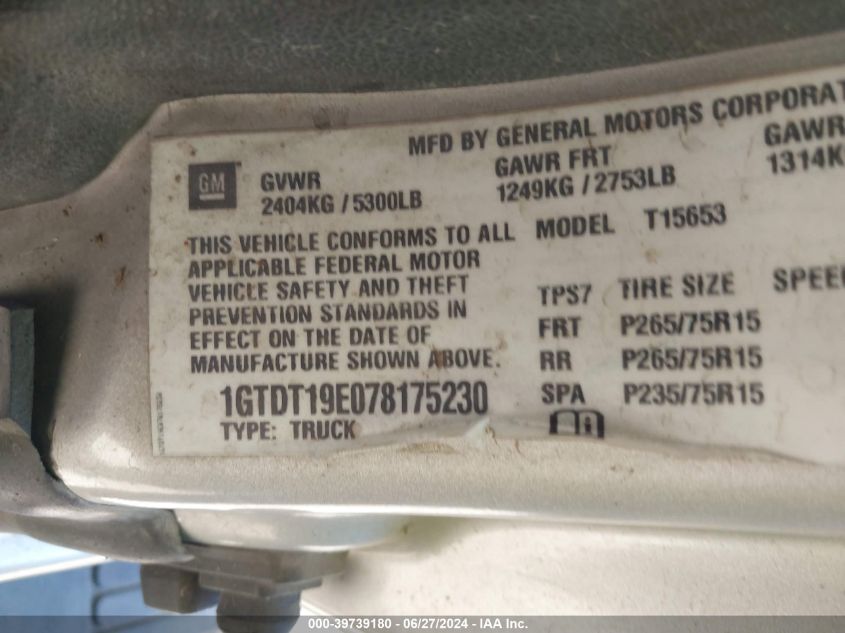 MFD BY GENERAL MOTORS CORPORAT
GM
GVWR
2404KG / 5300LB
GAWR FRT
1249KG / 2753LB
GAWR
1314K
THIS VEHICLE CONFORMS TO ALL
APPLICABLE FEDERAL MOTOR
VEHICLE SAFETY AND THEFT
PREVENTION STANDARDS IN
EFFECT ON THE DATE OF
MANUFACTURE SHOWN ABOVE.
1GTDT19E078175230
TYPE: TRUCK
MODEL T15653
TPS7 TIRE SIZE SPEE
FRT P265/75R15
RR P265/75R15
SPA P235/75R15
000-39739180 - 06/27/2024 - IAA Inc.